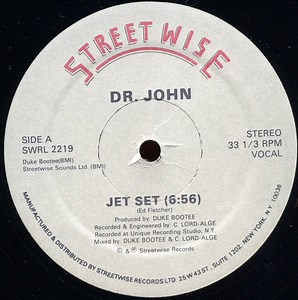 STREETWISE
DR. JOHN
SIDE A
SWRL 2219
Duke Bootee(BMI)
Streetwise Sounds Ltd. (BMI)
STEREO
33 1/3 RPM
VOCAL
JET SET (6:56)
(Ed Fletcher)
Produced by: DUKE BOOTEE
Recorded & Engineered by: C. LORD-ALGE
Recorded at Unique Recording Studio, N.Y.
Mixed by: DUKE BOOTEE & C. LORD-ALGE
© & ℗ Streetwise Records
MANUFACTURED & DISTRIBUTED BY STREETWISE RECORDS LTD. 25 W 43 ST., SUITE 1202, NEW YORK, N.Y. 10036